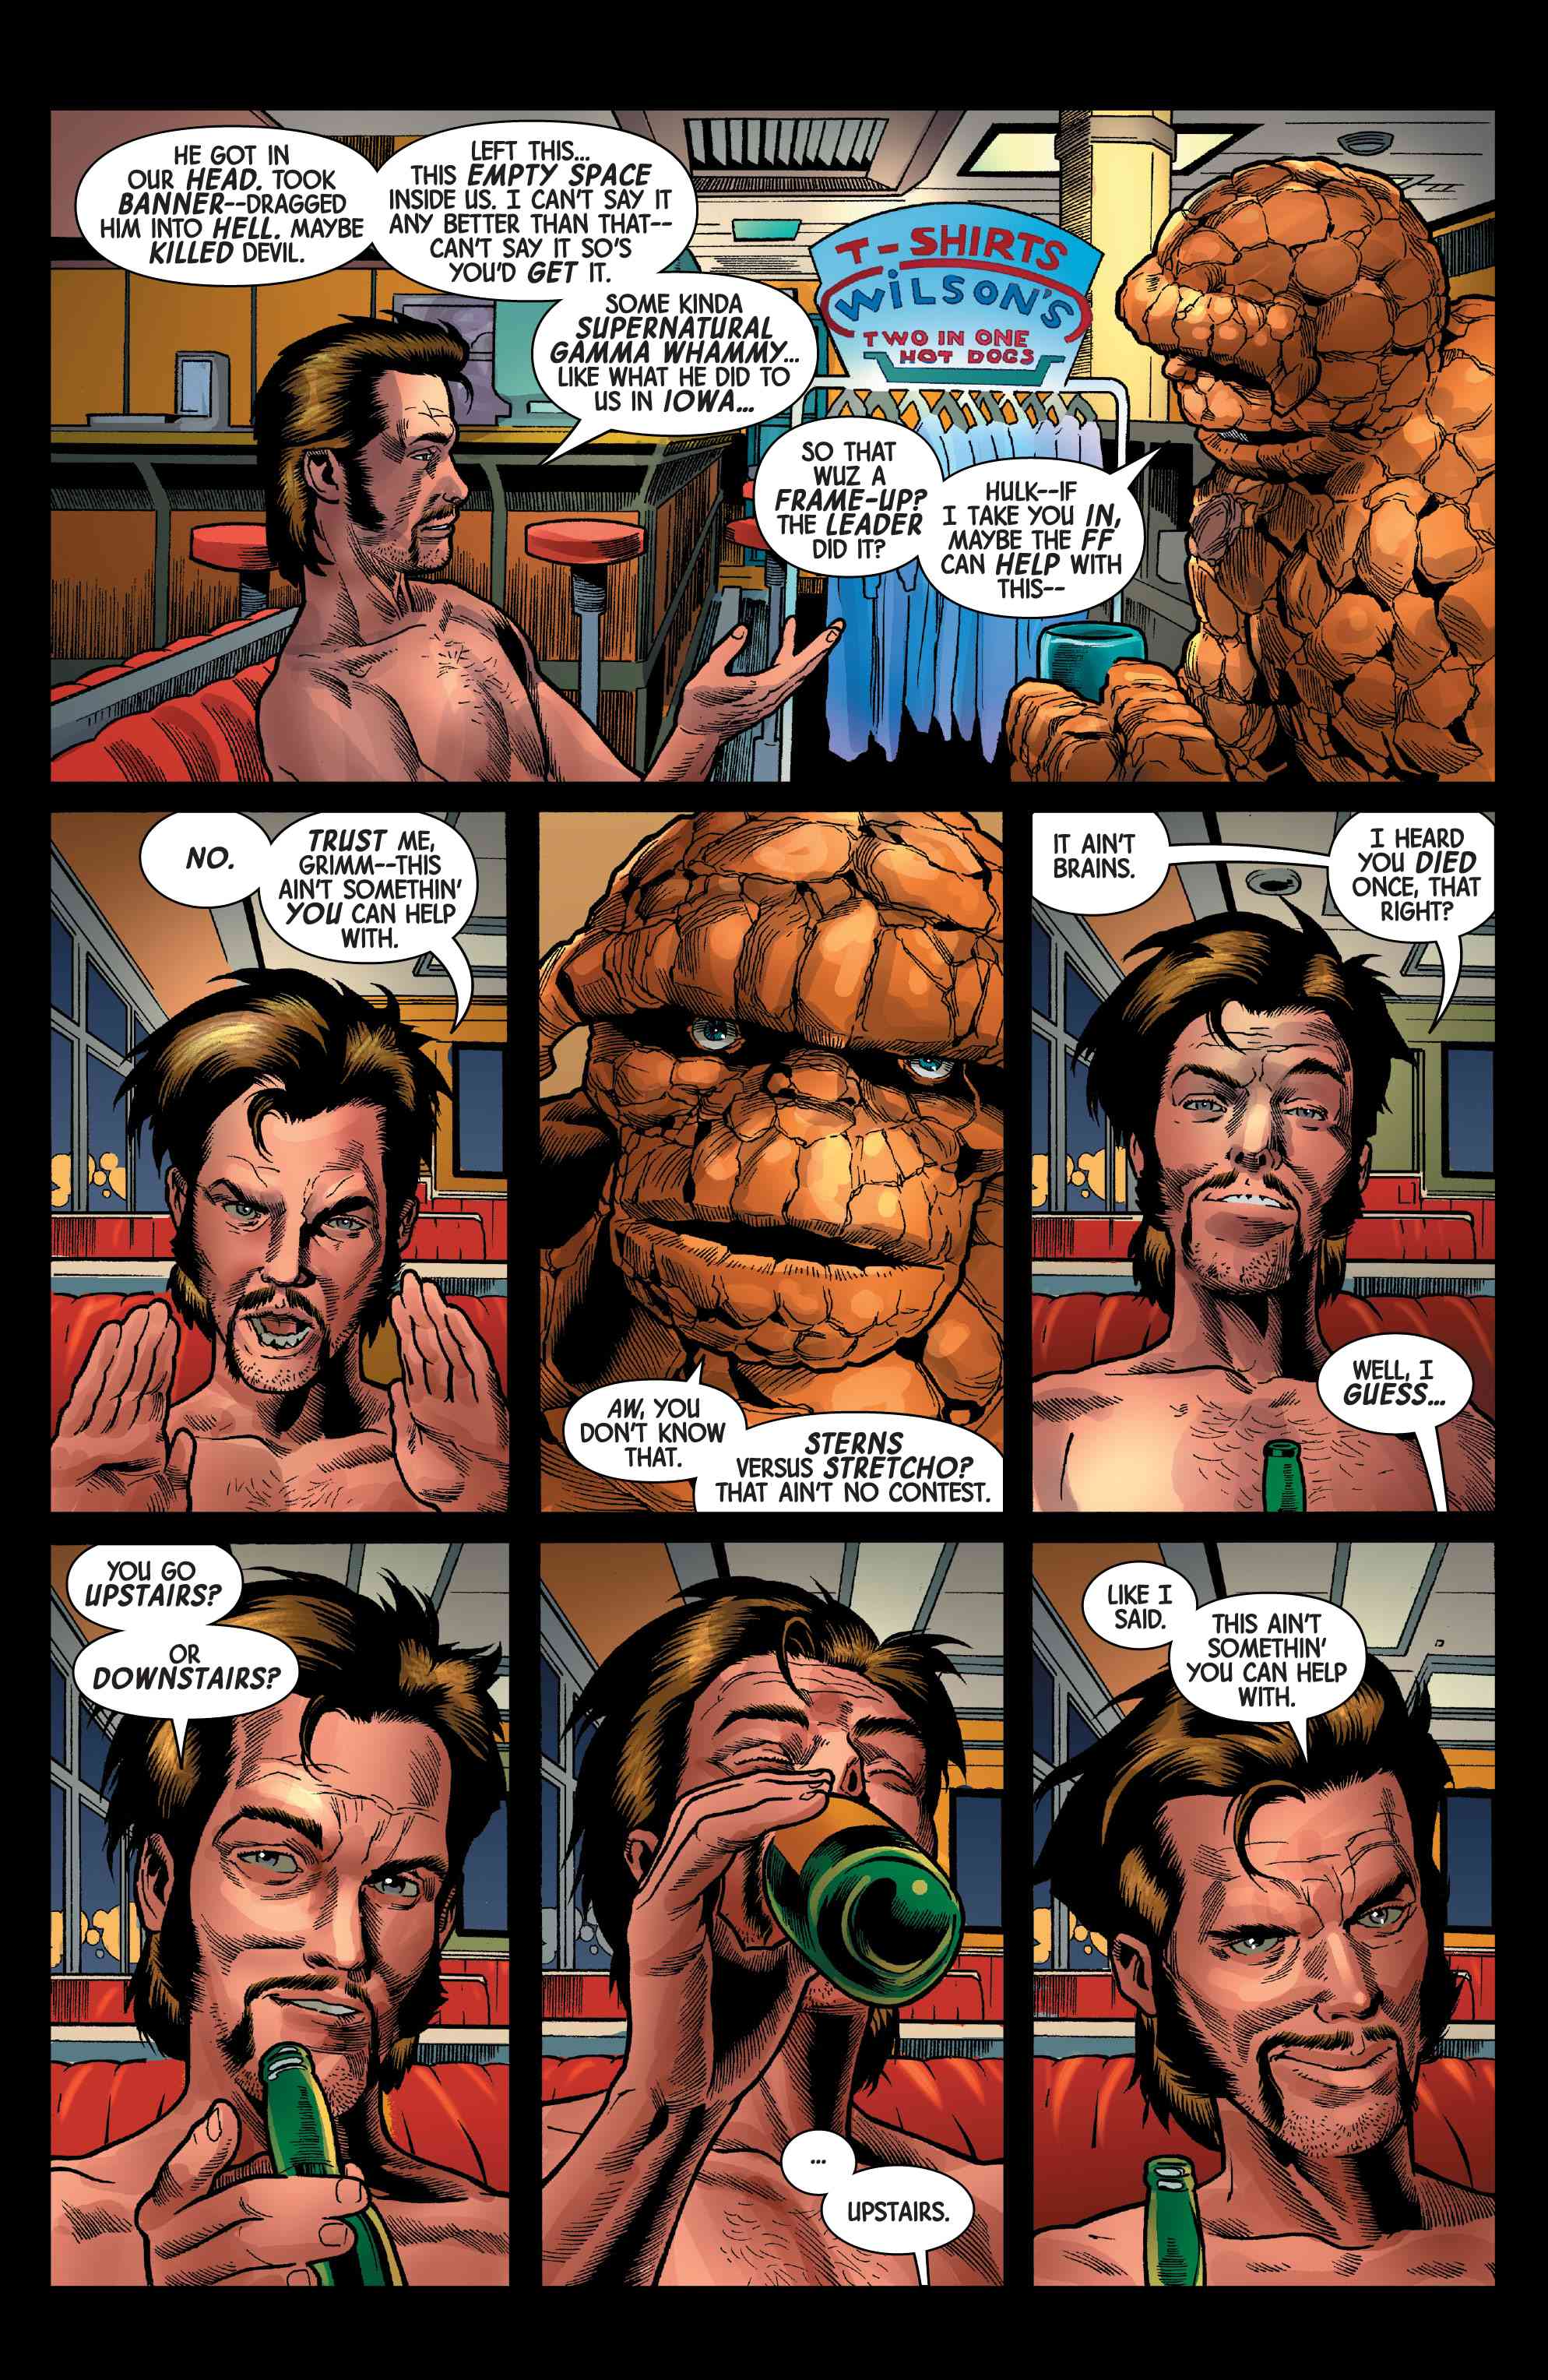 HE GOT IN
OUR HEAD. TOOK
BANNER--DRAGGED
HIM INTO HELL. MAYBE
KILLED DEVIL.
LEFT THIS...
THIS EMPTY SPACE
INSIDE US. I CAN'T SAY IT
ANY BETTER THAN THAT--
CAN'T SAY IT SO'S
YOU'D GET IT.
SOME KINDA
SUPERNATURAL
GAMMA WHAMMY...
LIKE WHAT HE DID TO
US IN IOWA...
T-SHIRTS
WiLSON'S
TWO IN ONE
HOT DOGS
SO THAT
WUZ A
FRAME-UP?
THE LEADER
DID IT?
HULK--IF
I TAKE YOU IN,
MAYBE THE FF
CAN HELP WITH
THIS--
NO.
TRUST ME,
GRIMM--THIS
AIN'T SOMETHIN'
YOU CAN HELP
WITH.
AW, YOU
DON'T KNOW
THAT.
STERNS
VERSUS STRETCHO?
THAT AIN'T NO CONTEST.
IT AIN'T
BRAINS.
I HEARD
YOU DIED
ONCE, THAT
RIGHT?
WELL, I
GUESS...
YOU GO
UPSTAIRS?
OR
DOWNSTAIRS?
...
UPSTAIRS.
LIKE I
SAID.
THIS AIN'T
SOMETHIN'
YOU CAN HELP
WITH.